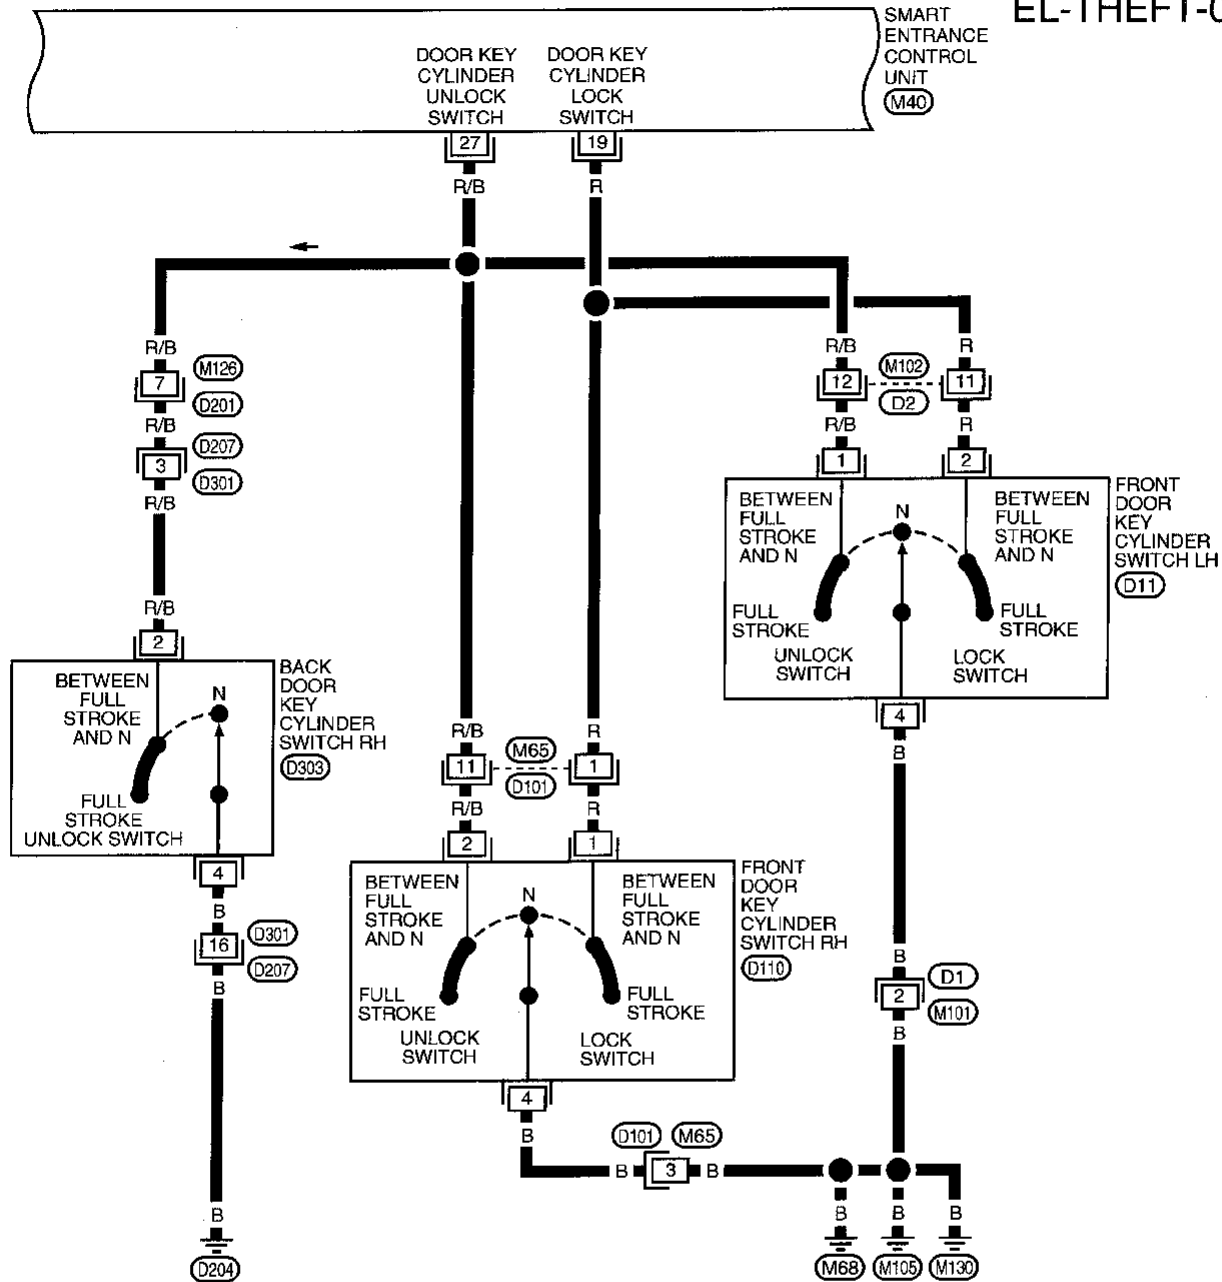 EL-THEFT-
SMART
ENTRANCE
CONTROL
UNIT
M40
DOOR KEY
CYLINDER
UNLOCK
SWITCH
DOOR KEY
CYLINDER
LOCK
SWITCH
27
19
R/B
R
R/B
7
M126
D201
R/B
3
D207
D301
R/B
R/B
2
R/B
R
12
M102
D2
11
R/B
R
1
2
BETWEEN
FULL
STROKE
AND N
N
BETWEEN
FULL
STROKE
AND N
FULL
STROKE
FULL
STROKE
UNLOCK
SWITCH
LOCK
SWITCH
FRONT
DOOR
KEY
CYLINDER
SWITCH LH
D11
4
B
BETWEEN
FULL
STROKE
AND N
N
FULL
STROKE
UNLOCK SWITCH
BACK
DOOR
KEY
CYLINDER
SWITCH RH
D303
4
B
16
D301
D207
B
B
D204
R/B
R
11
M65
D101
1
R/B
R
2
1
BETWEEN
FULL
STROKE
AND N
N
BETWEEN
FULL
STROKE
AND N
FULL
STROKE
FULL
STROKE
UNLOCK
SWITCH
LOCK
SWITCH
FRONT
DOOR
KEY
CYLINDER
SWITCH RH
D110
4
B
B
2
D1
M101
B
D101
M65
B
3
B
B
B
B
M68
M105
M130